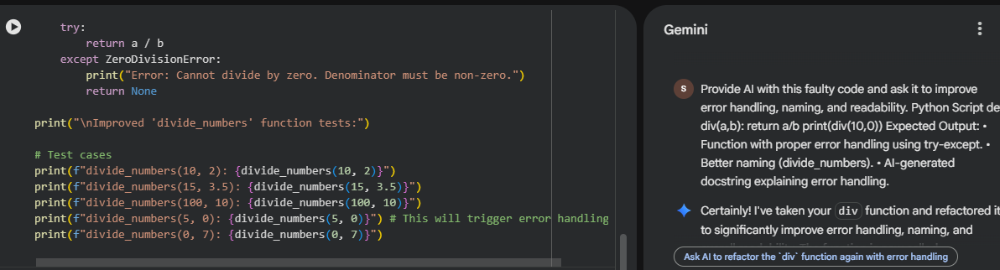 try:
return a / b
except ZeroDivisionError:
print("Error: Cannot divide by zero. Denominator must be non-zero.")
return None
print("\nImproved 'divide_numbers' function tests:")
# Test cases
print(f"divide_numbers(10, 2): {divide_numbers(10, 2)}")
print(f"divide_numbers(15, 3.5): {divide_numbers(15, 3.5)}")
print(f"divide_numbers(100, 10): {divide_numbers(100, 10)}")
print(f"divide_numbers(5, 0): {divide_numbers(5, 0)}") # This will trigger error handling
print(f"divide_numbers(0, 7): {divide_numbers(0, 7)}")
Gemini
S
Provide AI with this faulty code and ask it to improve
error handling, naming, and readability. Python Script de
div(a,b): return a/b print(div(10,0)) Expected Output: •
Function with proper error handling using try-except. •
Better naming (divide_numbers). • AI-generated
docstring explaining error handling.
Certainly! I've taken your div function and refactored it
to significantly improve error handling, naming, and
Ask AI to refactor the `div` function again with error handling